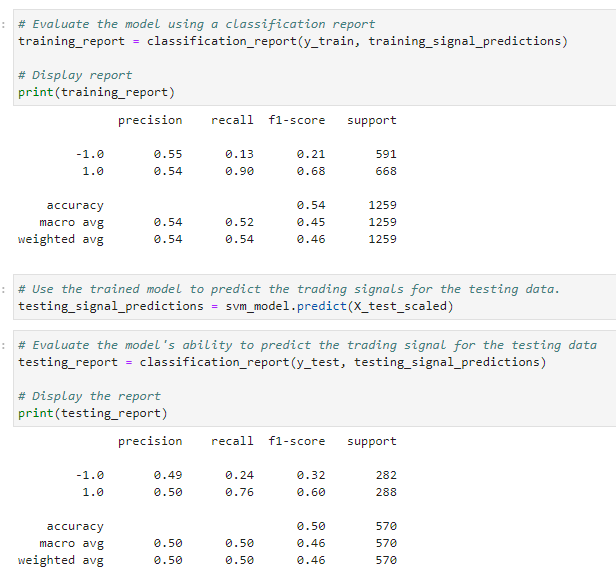 : # Evaluate the model using a classification report
training_report = classification_report(y_train, training_signal_predictions)
# Display report
print(training_report)
precision recall f1-score support
-1.0 0.55 0.13 0.21 591
1.0 0.54 0.90 0.68 668
accuracy 0.54 1259
macro avg 0.54 0.52 0.45 1259
weighted avg 0.54 0.54 0.46 1259
: # Use the trained model to predict the trading signals for the testing data.
testing_signal_predictions = svm_model.predict(X_test_scaled)
: # Evaluate the model's ability to predict the trading signal for the testing data
testing_report = classification_report(y_test, testing_signal_predictions)
# Display the report
print(testing_report)
precision recall f1-score support
-1.0 0.49 0.24 0.32 282
1.0 0.50 0.76 0.60 288
accuracy 0.50 570
macro avg 0.50 0.50 0.46 570
weighted avg 0.50 0.50 0.46 570